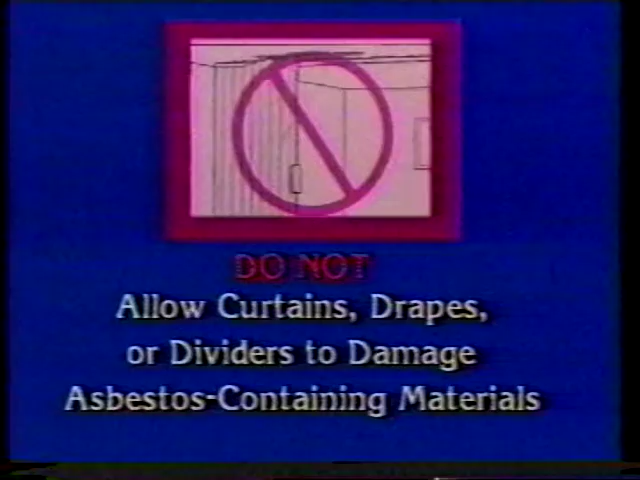 DO NOT
Allow Curtains, Drapes,
or Dividers to Damage
Asbestos-Containing Materials